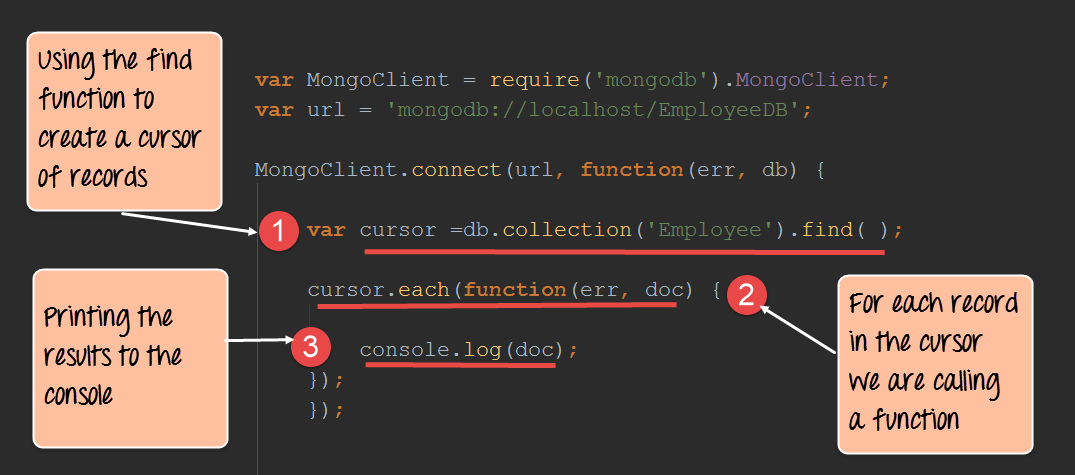 Using the find
function to
create a cursor
of records
var MongoClient = require('mongodb').MongoClient;
var url = 'mongodb://localhost/EmployeeDB';
MongoClient.connect(url, function(err, db) {
1
var cursor =db.collection('Employee').find( );
cursor.each(function(err, doc) {
2
For each record
in the cursor
we are calling
a function
Printing the
results to the
console
3
console.log(doc);
});
});